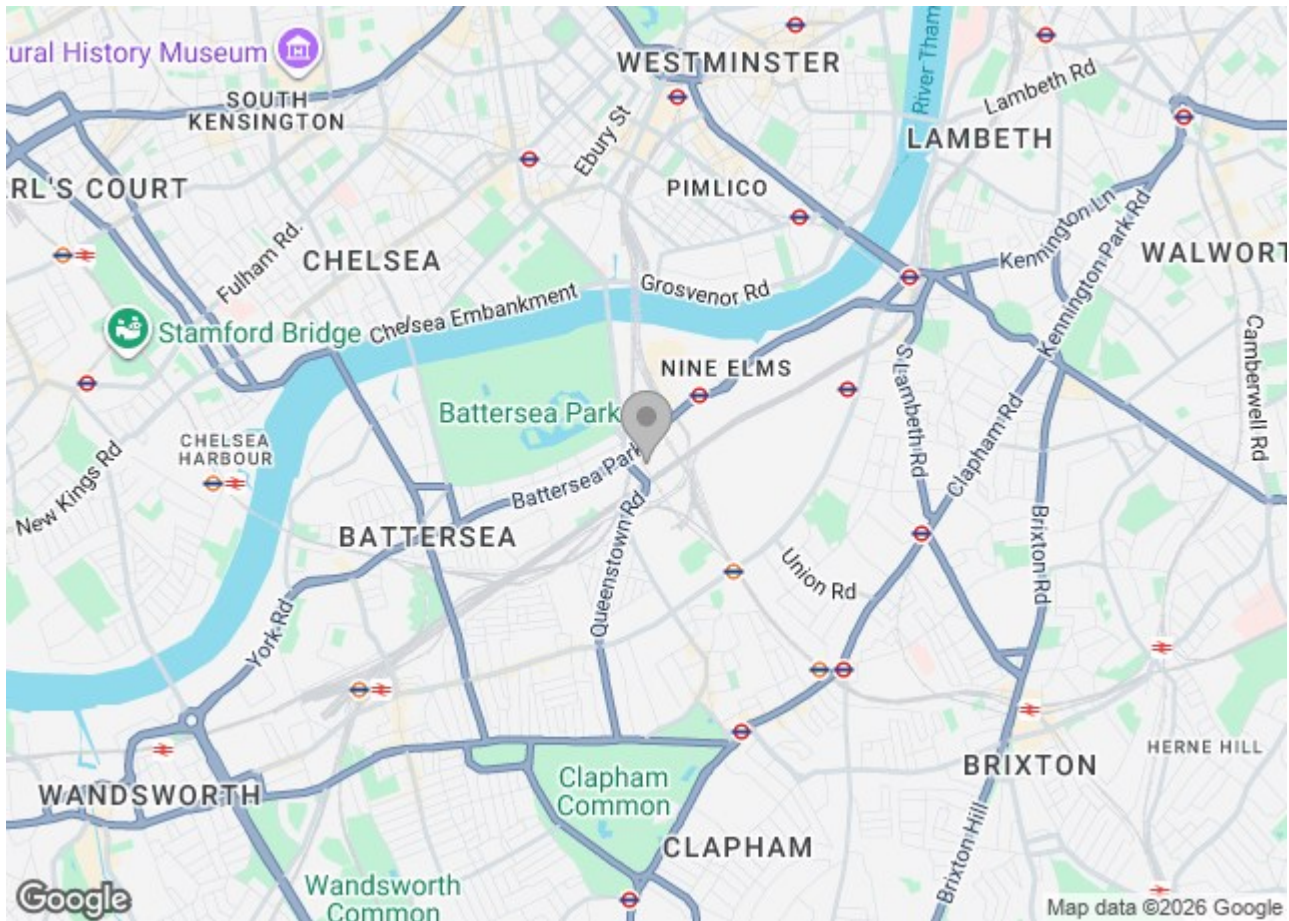 ural History Museum
WESTMINSTER
River Tham
Lambeth Rd
SOUTH
KENSINGTON
Ebury St
LAMBETH
RL'S COURT
PIMLICO
Kennington Ln
Kennington Park Rd
WALWORT
Fulham Rd.
CHELSEA
Grosvenor Rd
Chelsea Embankment
Stamford Bridge
NINE ELMS
S Lambeth Rd
Camberwell Rd
Battersea Park
Clapham Rd
CHELSEA
HARBOUR
New Kings Rd
Battersea Park
BATTERSEA
Queenstown Rd
Union Rd
Brixton Rd
York Rd
HERNE HILL
BRIXTON
WANDSWORTH
Clapham
Common
CLAPHAM
Brixton Hill
Wandsworth
Common
Google
Map data ©2026 Google